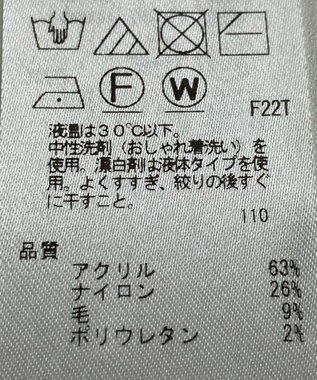 F W
F22T
液温は30℃以下。
中性洗剤（おしゃれ着洗い）を
使用。漂白剤は液体タイプを使
用。よくすすぎ、絞りの後すぐ
に干すこと。
110
品質
アクリル 63%
ナイロン 26%
毛 9%
ポリウレタン 2%